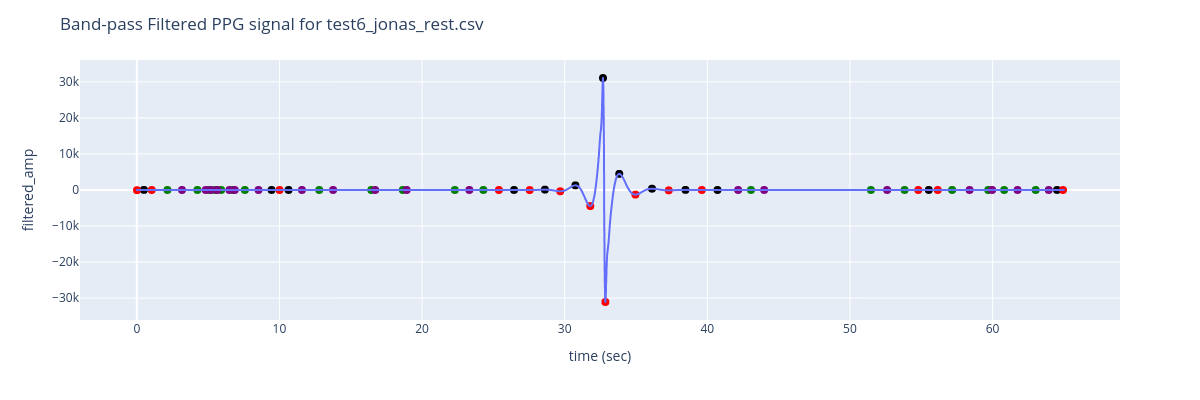 Band-pass Filtered PPG signal for test6_jonas_rest.csv
filtered_amp
30k
20k
10k
0
−10k
−20k
−30k
0 10 20 30 40 50 60
time (sec)